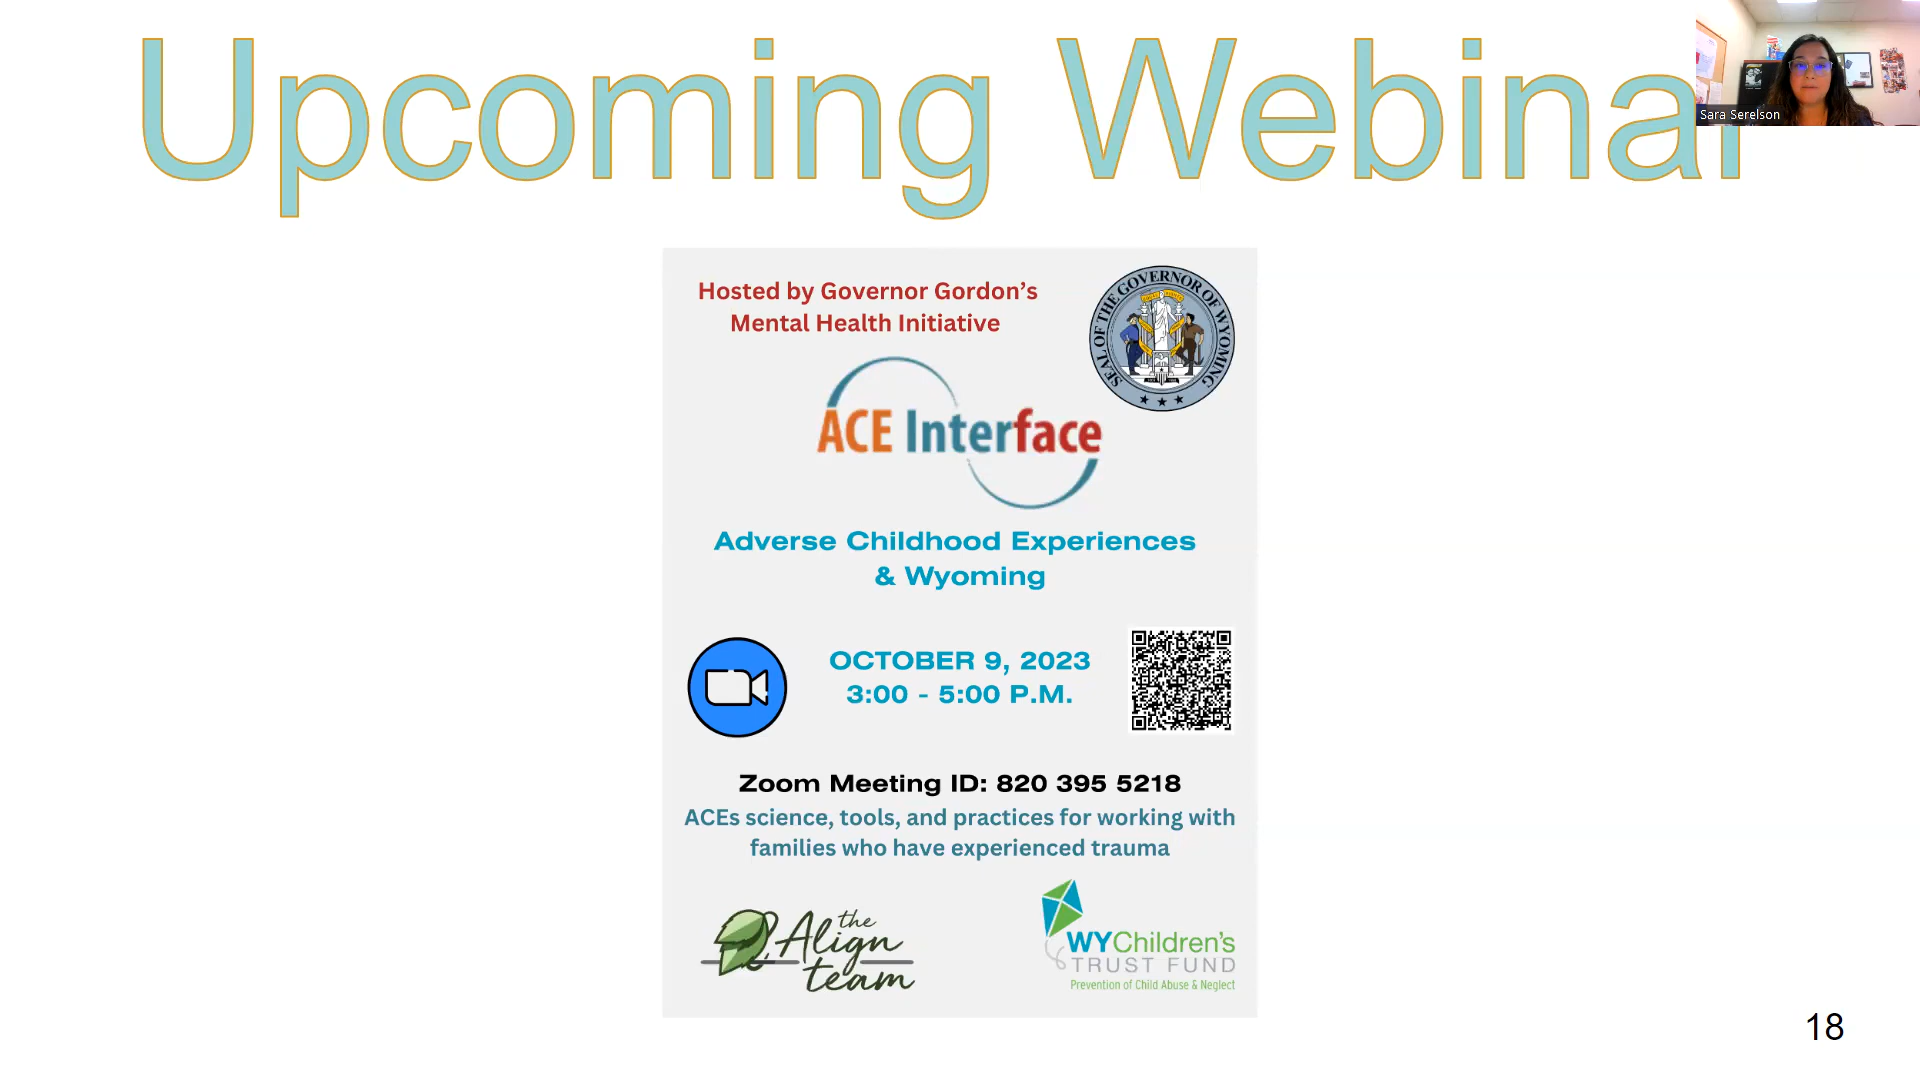 Upcoming Webinar
Sara Serelson
Hosted by Governor Gordon's
Mental Health Initiative
SEAL OF THE GOVERNOR OF WYOMING
ACE Interface
Adverse Childhood Experiences
& Wyoming
OCTOBER 9, 2023
3:00 - 5:00 P.M.
Zoom Meeting ID: 820 395 5218
ACEs science, tools, and practices for working with
families who have experienced trauma
the
Align
team
WYChildren's
TRUST FUND
Prevention of Child Abuse & Neglect
18